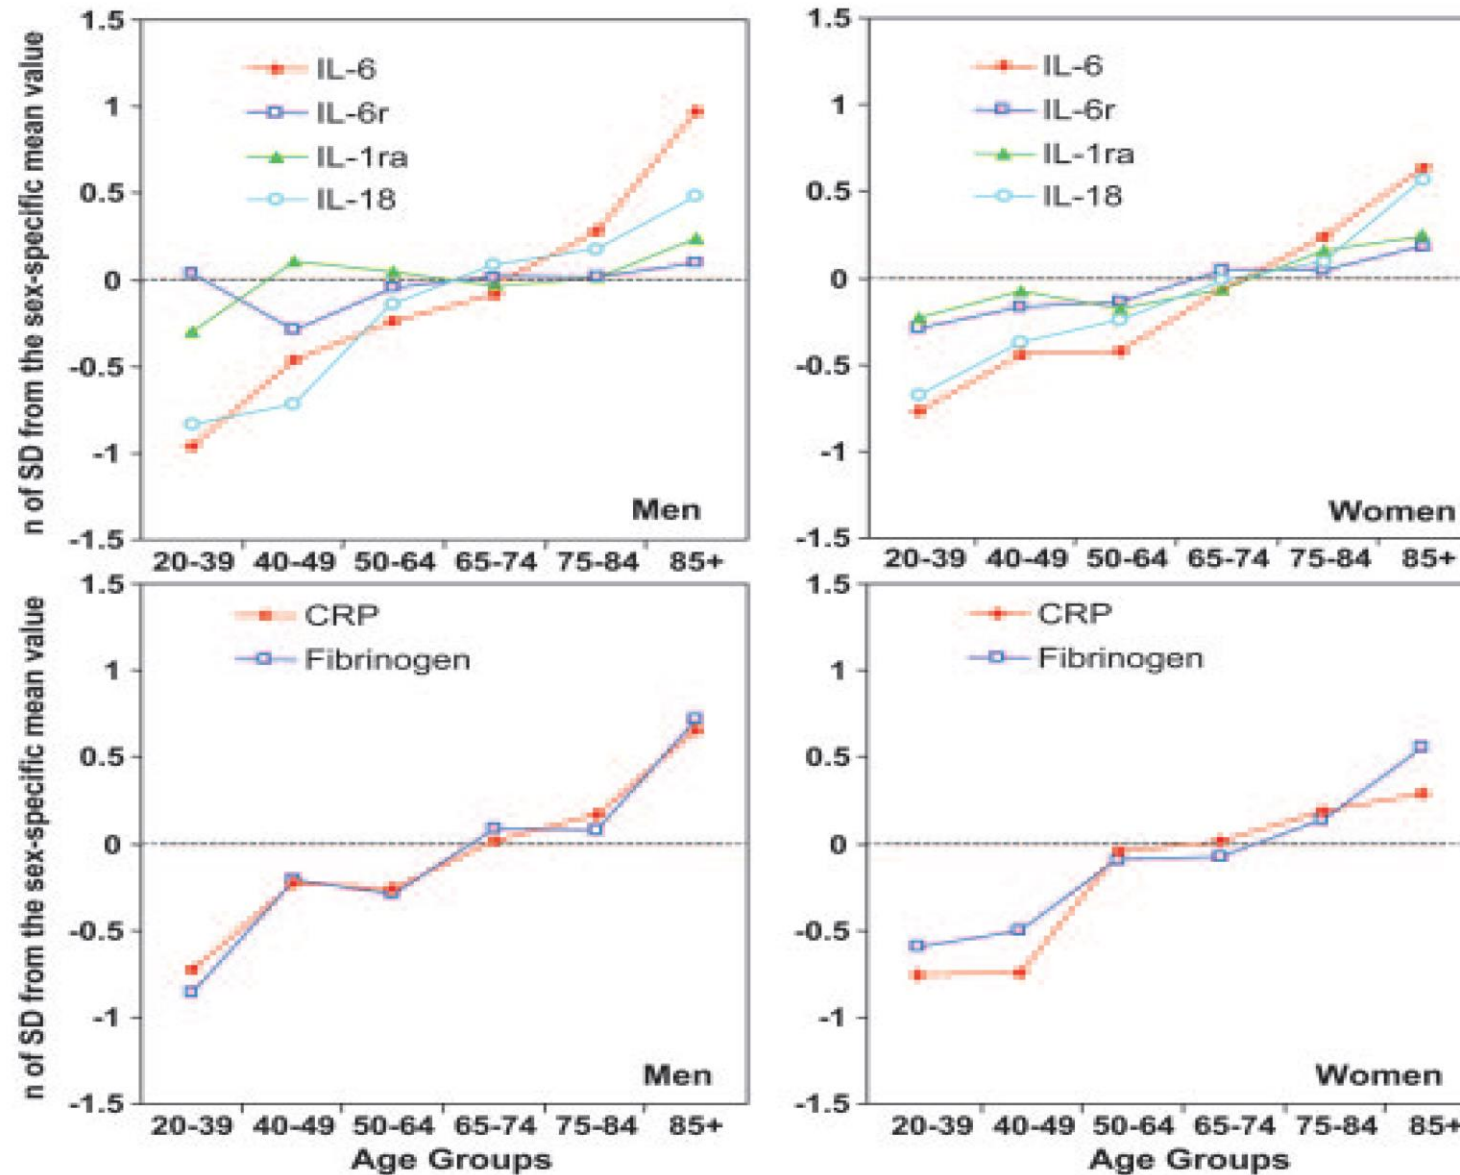 n of SD from the sex-specific mean value
1.5
1
0.5
0
-0.5
-1
-1.5
IL-6
IL-6r
IL-1ra
IL-18
Men
20-39 40-49 50-64 65-74 75-84 85+
1.5
1
0.5
0
-0.5
-1
-1.5
IL-6
IL-6r
IL-1ra
IL-18
Women
20-39 40-49 50-64 65-74 75-84 85+
n of SD from the sex-specific mean value
1.5
1
0.5
0
-0.5
-1
-1.5
CRP
Fibrinogen
Men
20-39 40-49 50-64 65-74 75-84 85+
Age Groups
1.5
1
0.5
0
-0.5
-1
-1.5
CRP
Fibrinogen
Women
20-39 40-49 50-64 65-74 75-84 85+
Age Groups